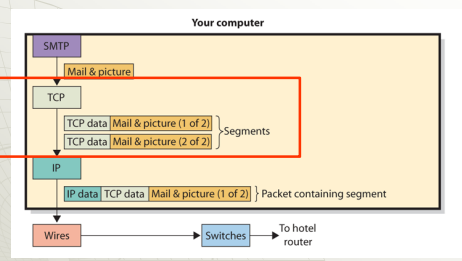 Your computer
SMTP
Mail & picture
TCP
TCP data Mail & picture (1 of 2)
TCP data Mail & picture (2 of 2)
Segments
IP
IP data TCP data Mail & picture (1 of 2) Packet containing segment
Wires
Switches
To hotel
router